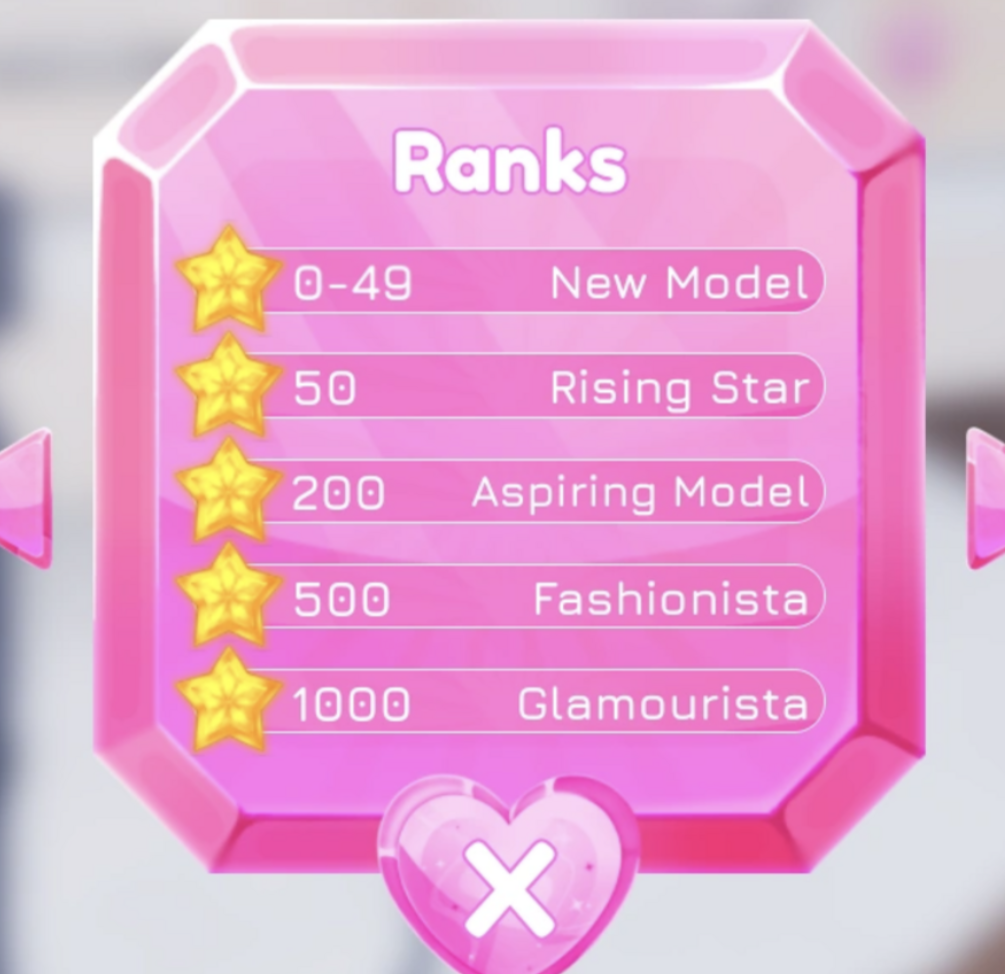 Ranks
0-49 New Model
50 Rising Star
200 Aspiring Model
500 Fashionista
1000 Glamourista